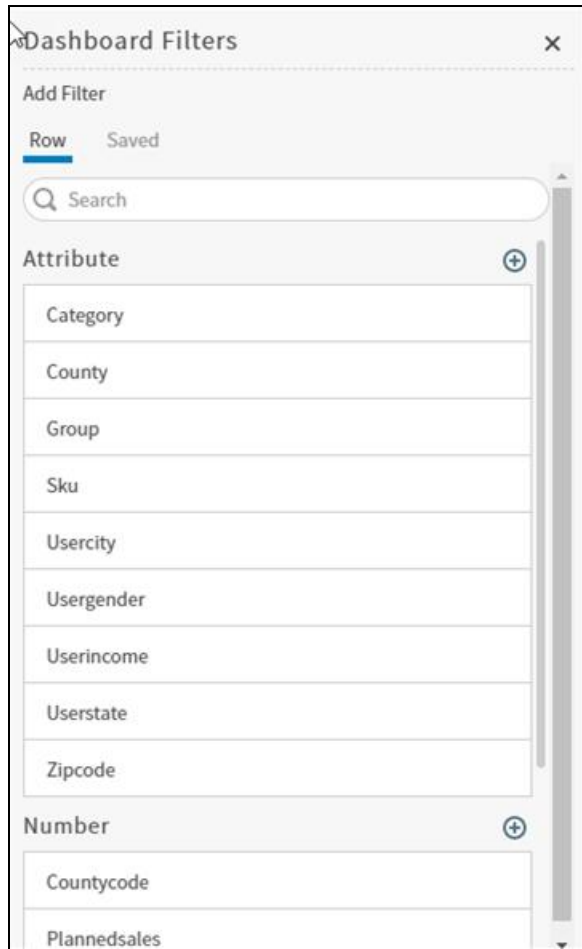 Dashboard Filters
Add Filter
Row Saved
Search
Attribute
Category
County
Group
Sku
Usercity
Usergender
Userincome
Userstate
Zipcode
Number
Countycode
Plannedsales